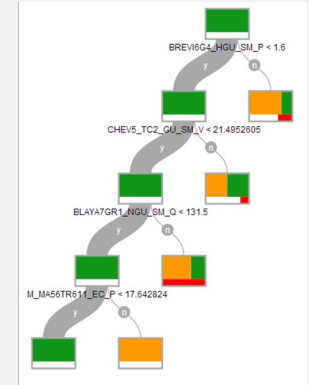 BREVI6G4_HGU_SM_P < 1.6
y
n
CHEV5_TC2_GU_SM_V < 21.4952605
y
n
BLAYA7GR1_NGU_SM_Q < 131.5
y
n
M_MA56TR611_EC_P < 17.642824
y
n